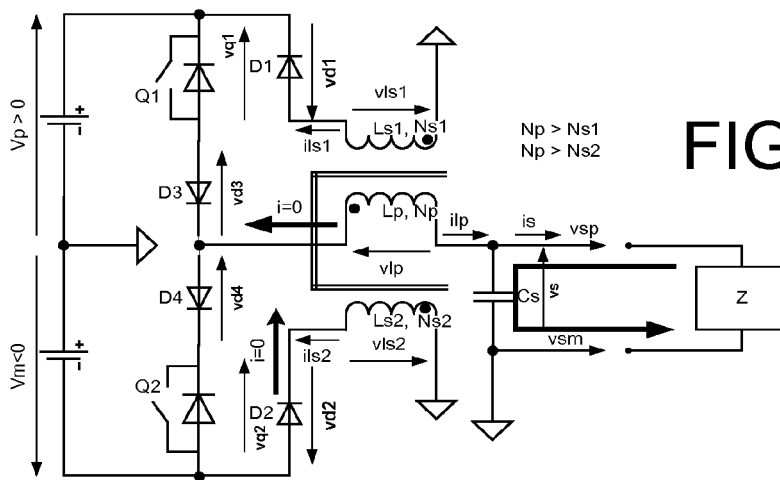 vq1
D1
vd1
vls1
Q1
Ls1, Ns1
ils1
Np > Ns1
Np > Ns2
FIG
Vp > 0
+
-
D3
vd3
i=0
Lp, Np
ilp
is
vsp
vlp
D4
vd4
Cs
vs
Z
Ls2, Ns2
vsm
Vm<0
+
-
i=0
ils2
vls2
Q2
vq2
D2
vd2